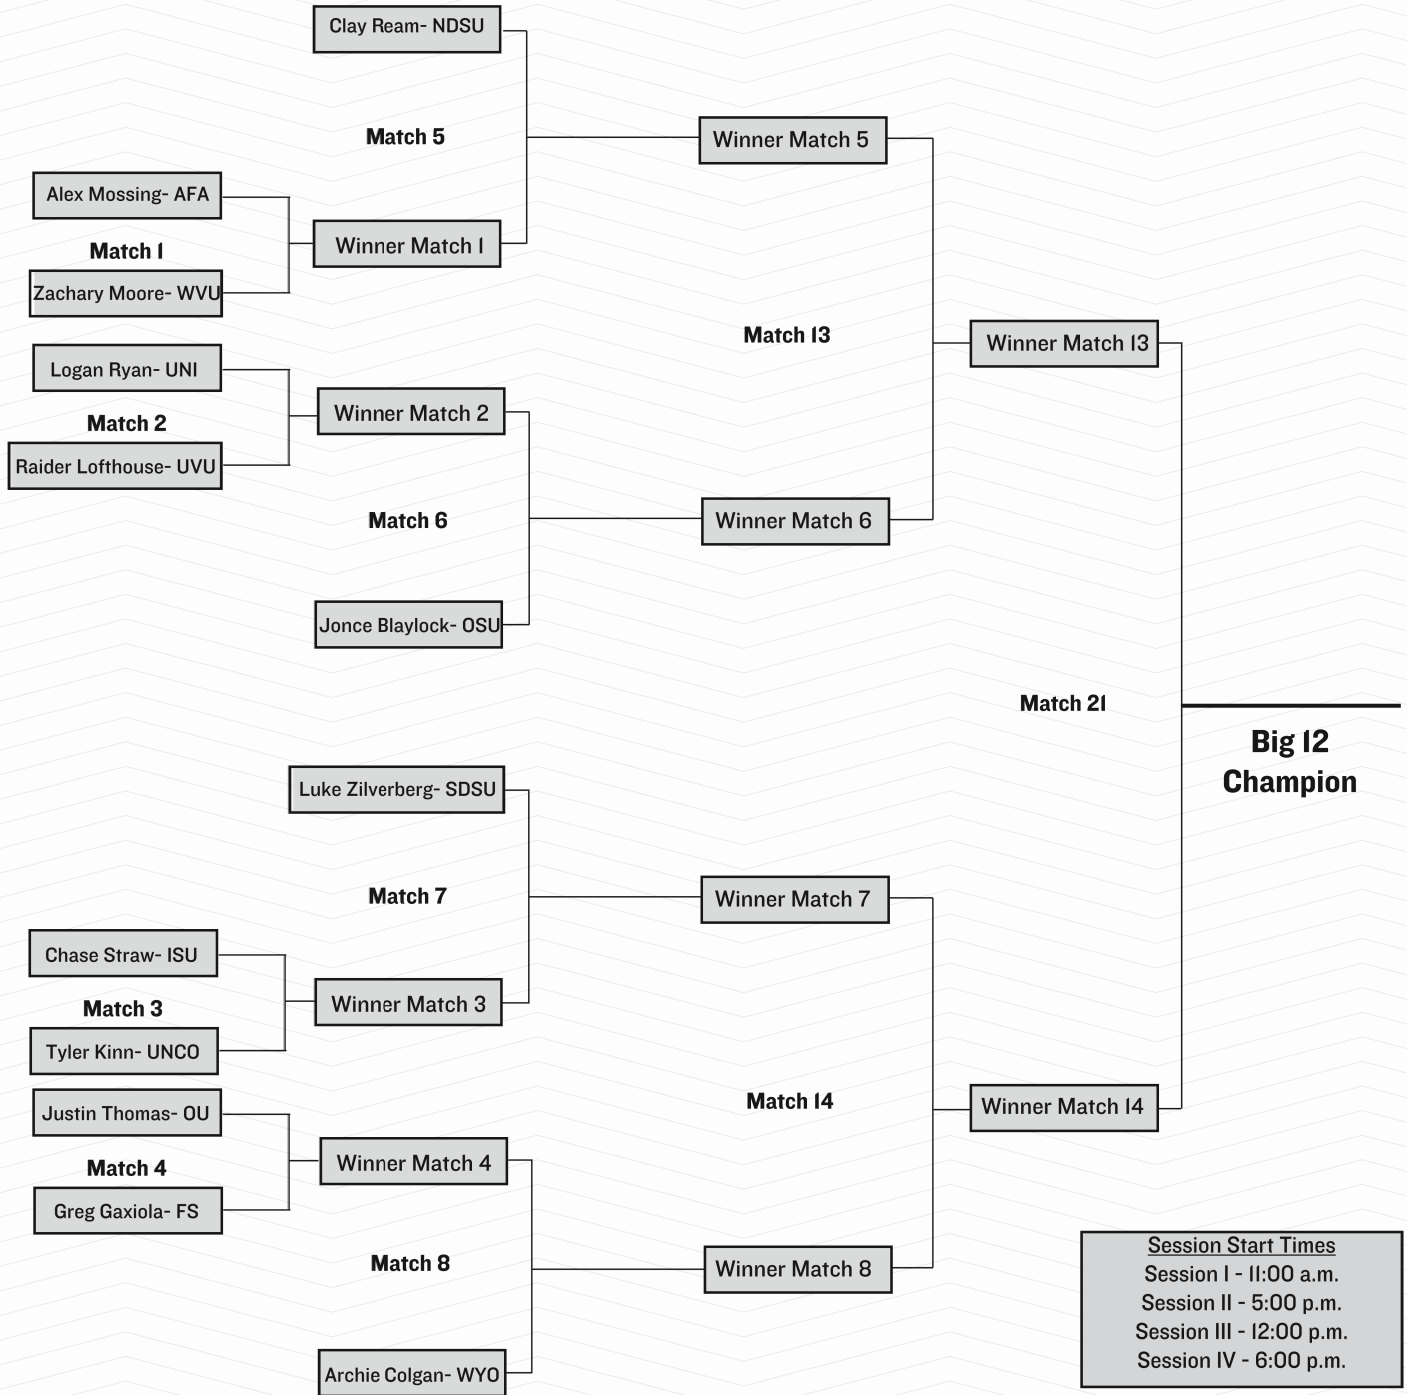 Clay Ream- NDSU
Match 5
Winner Match 5
Alex Mossing- AFA
Match 1
Winner Match 1
Zachary Moore- WVU
Match 13
Winner Match 13
Logan Ryan- UNI
Match 2
Winner Match 2
Raider Lofthouse- UVU
Match 6
Winner Match 6
Jonce Blaylock- OSU
Match 21
Big 12
Champion
Luke Zilverberg- SDSU
Match 7
Winner Match 7
Chase Straw- ISU
Match 3
Winner Match 3
Tyler Kinn- UNCO
Match 14
Winner Match 14
Justin Thomas- OU
Match 4
Winner Match 4
Greg Gaxiola- FS
Match 8
Winner Match 8
Archie Colgan- WYO
Session Start Times
Session I - 11:00 a.m.
Session II - 5:00 p.m.
Session III - 12:00 p.m.
Session IV - 6:00 p.m.